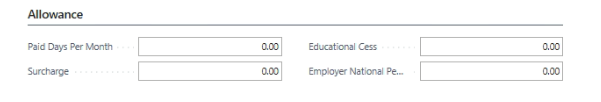 Allowance
Paid Days Per Month 0.00 Educational Cess 0.00
Surcharge 0.00 Employer National Pe... 0.00